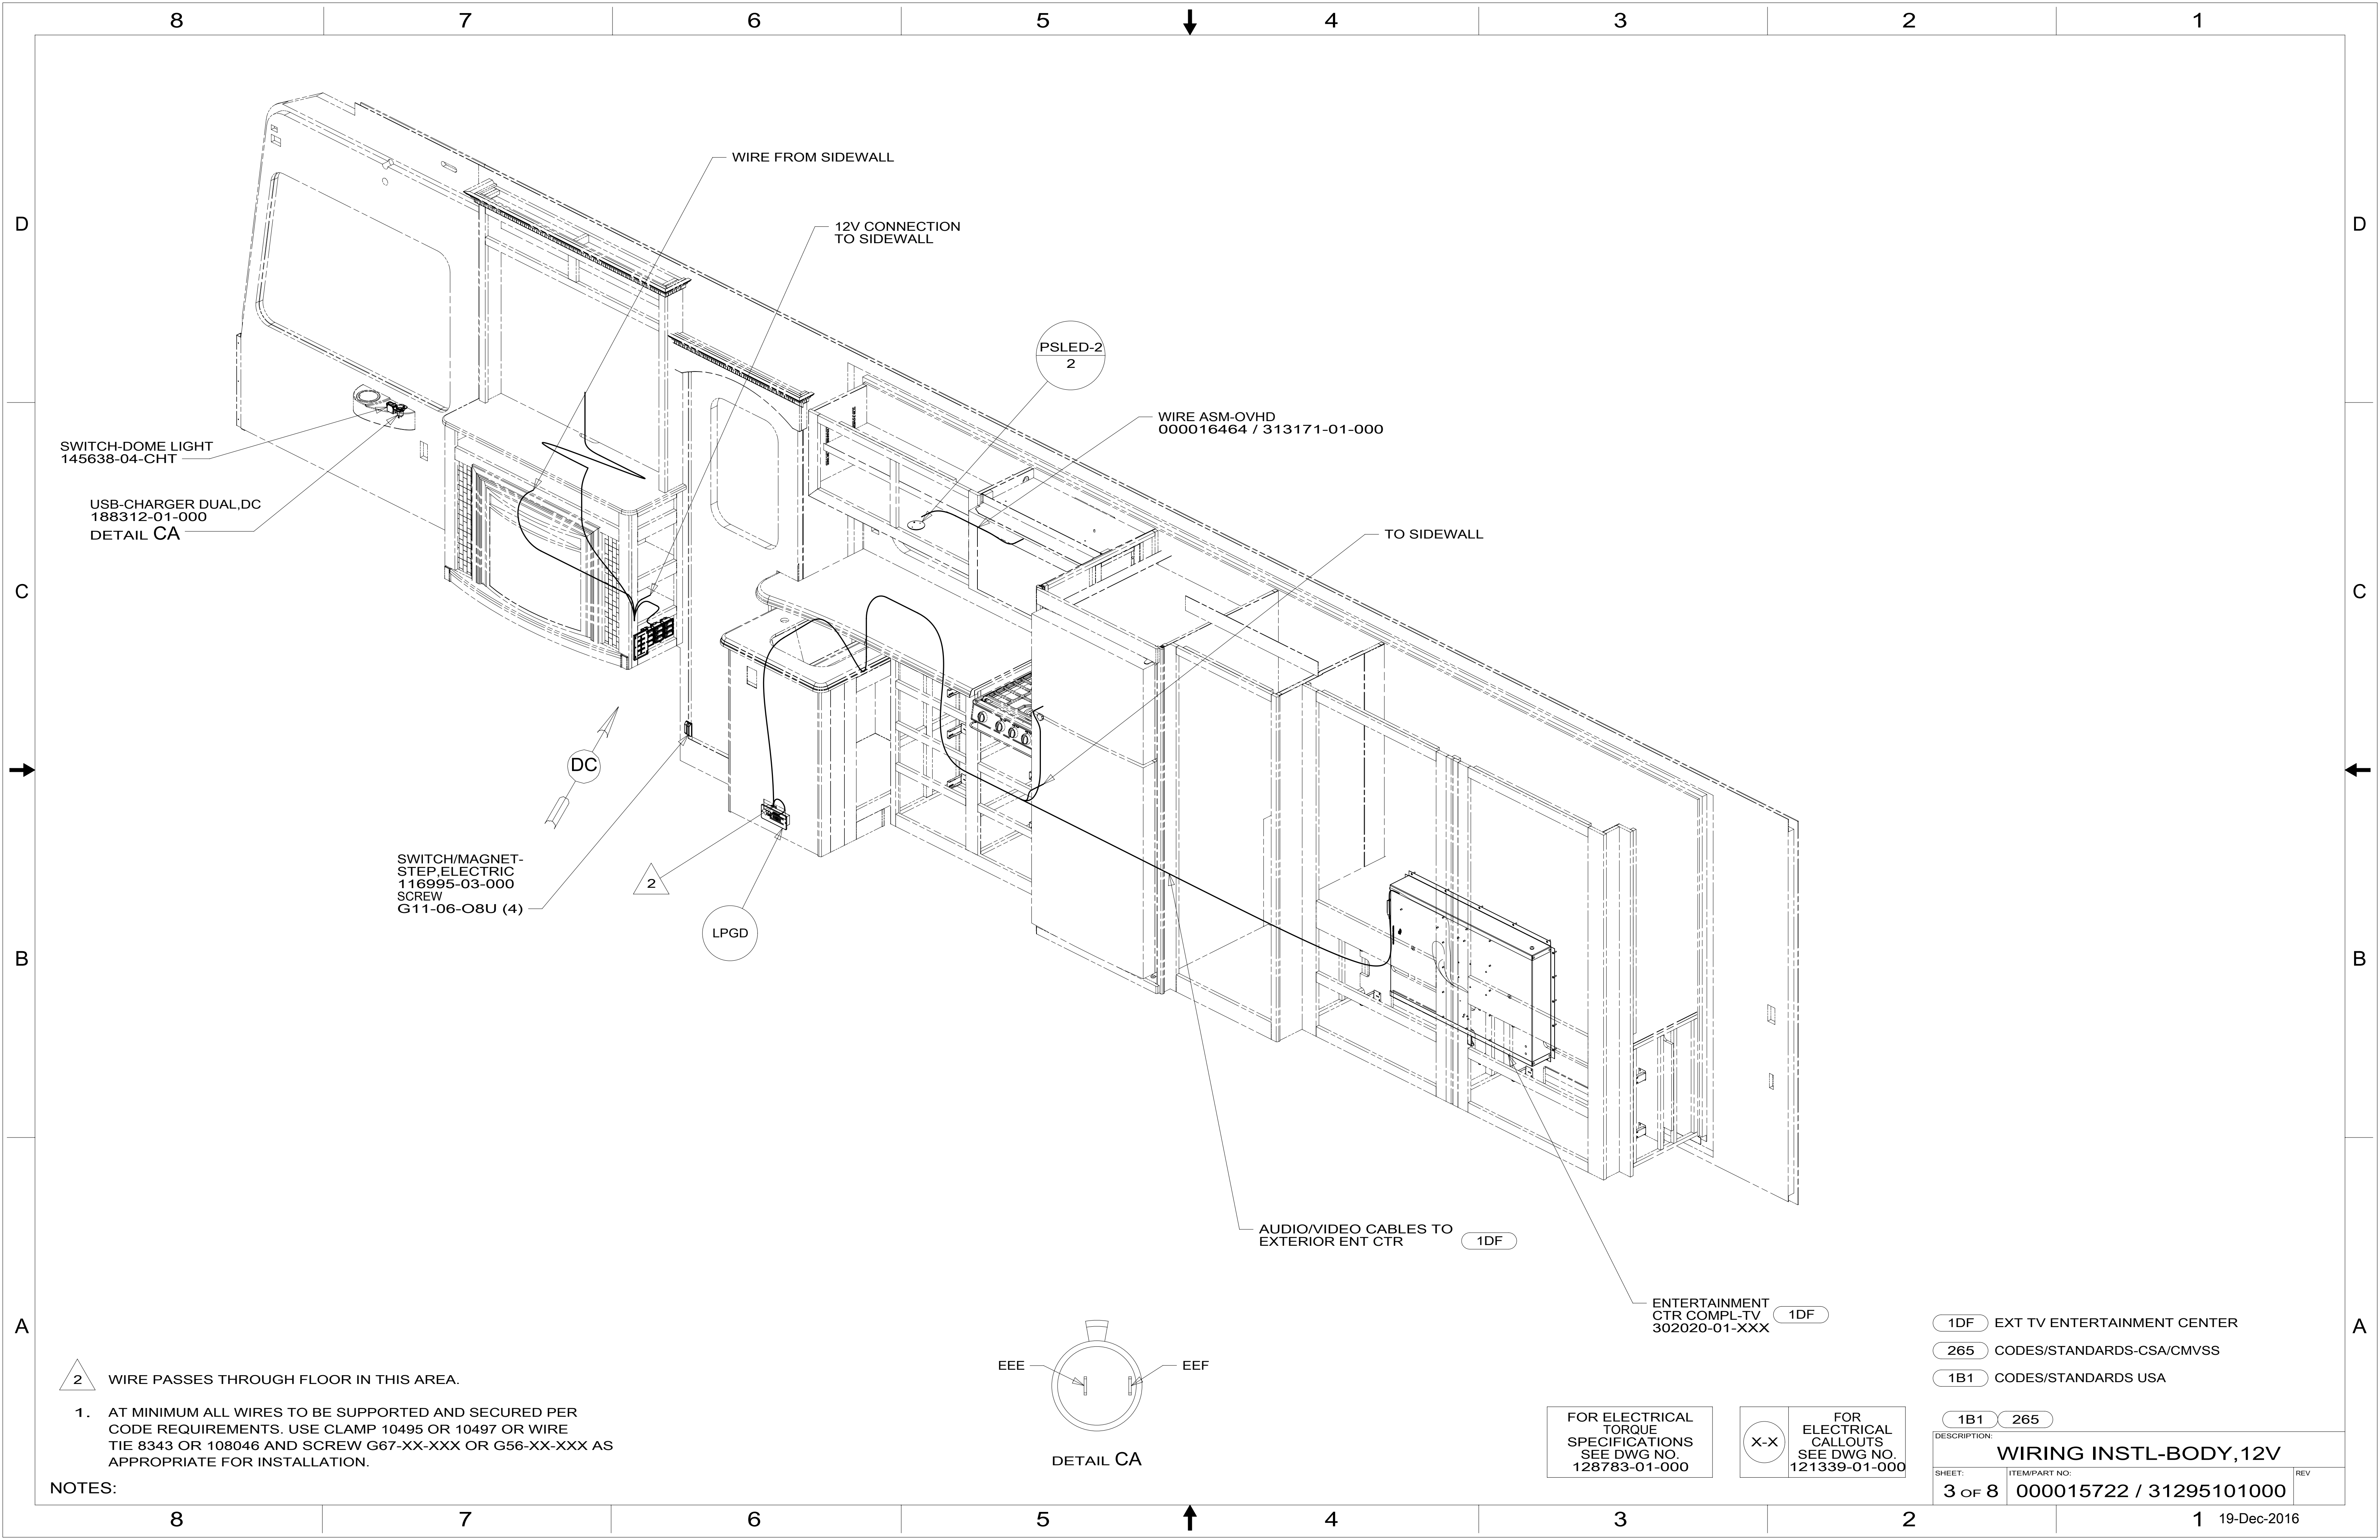 8 7 6 5 4 3 2 1
D
D
C
C
B
B
A
A
WIRE FROM SIDEWALL
12V CONNECTION
TO SIDEWALL
PSLED-2
2
WIRE ASM-OVHD
000016464 / 313171-01-000
SWITCH-DOME LIGHT
145638-04-CHT
USB-CHARGER DUAL,DC
188312-01-000
DETAIL CA
TO SIDEWALL
DC
SWITCH/MAGNET-
STEP,ELECTRIC
116995-03-000
SCREW
G11-06-O8U (4)
2
LPGD
AUDIO/VIDEO CABLES TO
EXTERIOR ENT CTR
1DF
ENTERTAINMENT
CTR COMPL-TV
302020-01-XXX
1DF
EEE
EEF
DETAIL CA
2 WIRE PASSES THROUGH FLOOR IN THIS AREA.
1. AT MINIMUM ALL WIRES TO BE SUPPORTED AND SECURED PER
CODE REQUIREMENTS. USE CLAMP 10495 OR 10497 OR WIRE
TIE 8343 OR 108046 AND SCREW G67-XX-XXX OR G56-XX-XXX AS
APPROPRIATE FOR INSTALLATION.
NOTES:
FOR ELECTRICAL
TORQUE
SPECIFICATIONS
SEE DWG NO.
128783-01-000
X-X
FOR
ELECTRICAL
CALLOUTS
SEE DWG NO.
121339-01-000
1DF EXT TV ENTERTAINMENT CENTER
265 CODES/STANDARDS-CSA/CMVSS
1B1 CODES/STANDARDS USA
1B1 265
DESCRIPTION:
WIRING INSTL-BODY,12V
SHEET:
3 OF 8
ITEM/PART NO:
000015722 / 31295101000
REV
8 7 6 5 4 3 2 1
19-Dec-2016